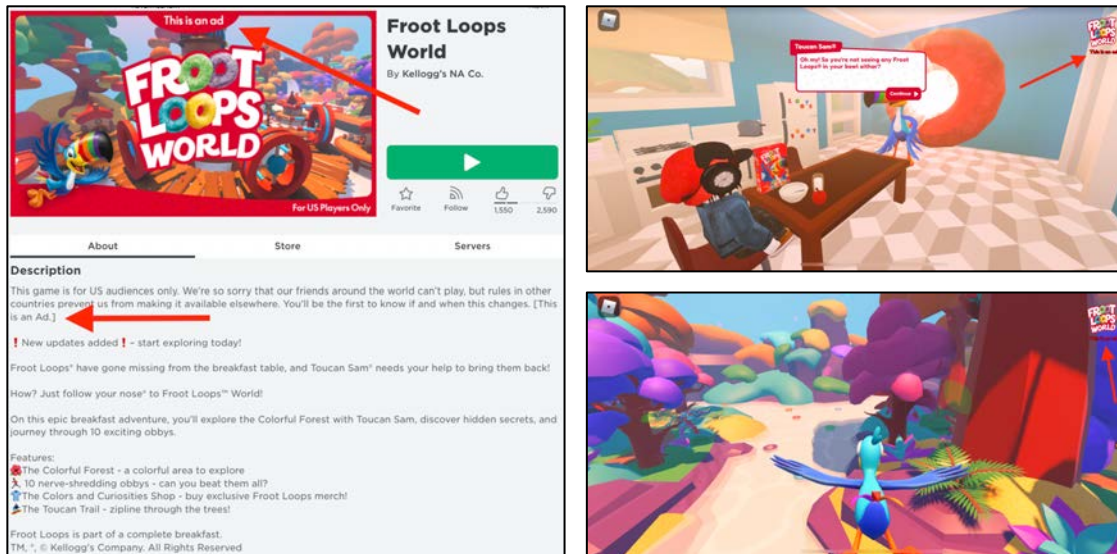 This is an ad
FROOT
LOOPS
WORLD
For US Players Only
Froot Loops
World
By Kellogg's NA Co.
Favorite
Follow
1,550
2,590
About
Store
Servers
Description
This game is for US audiences only. We're so sorry that our friends around the world can't play, but rules in other
countries prevent us from making it available elsewhere. You'll be the first to know if and when this changes. [This
is an Ad.]
❗ New updates added ❗ – start exploring today!
Froot Loops® have gone missing from the breakfast table, and Toucan Sam® needs your help to bring them back!
How? Just follow your nose® to Froot Loops™ World!
On this epic breakfast adventure, you'll explore the Colorful Forest with Toucan Sam, discover hidden secrets, and
journey through 10 exciting obbys.
Features:
The Colorful Forest - a colorful area to explore
10 nerve-shredding obbys - can you beat them all?
The Colors and Curiosities Shop - buy exclusive Froot Loops merch!
The Toucan Trail - zipline through the trees!
Froot Loops is part of a complete breakfast.
TM, ®, © Kellogg's Company. All Rights Reserved
Toucan Sam®
Oh my! So you're not seeing any Froot
Loops® in your bowl either?
Continue
FROOT
LOOPS
WORLD
This is an ad
FROOT
LOOPS
WORLD